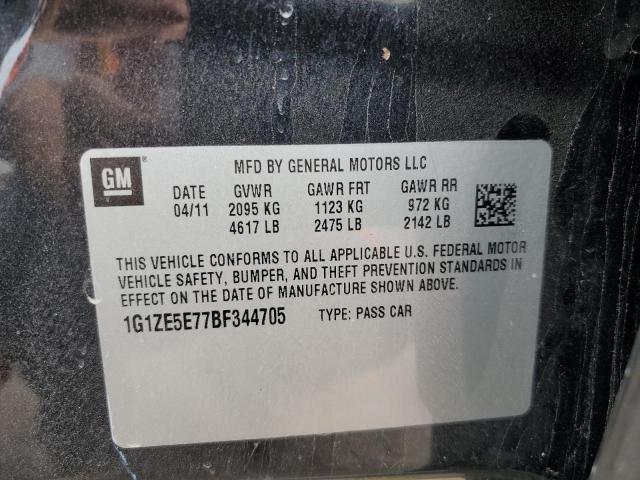 GM
MFD BY GENERAL MOTORS LLC
DATE GVWR GAWR FRT GAWR RR
04/11 2095 KG 1123 KG 972 KG
4617 LB 2475 LB 2142 LB
THIS VEHICLE CONFORMS TO ALL APPLICABLE U.S. FEDERAL MOTOR
VEHICLE SAFETY, BUMPER, AND THEFT PREVENTION STANDARDS IN
EFFECT ON THE DATE OF MANUFACTURE SHOWN ABOVE.
1G1ZE5E77BF344705 TYPE: PASS CAR